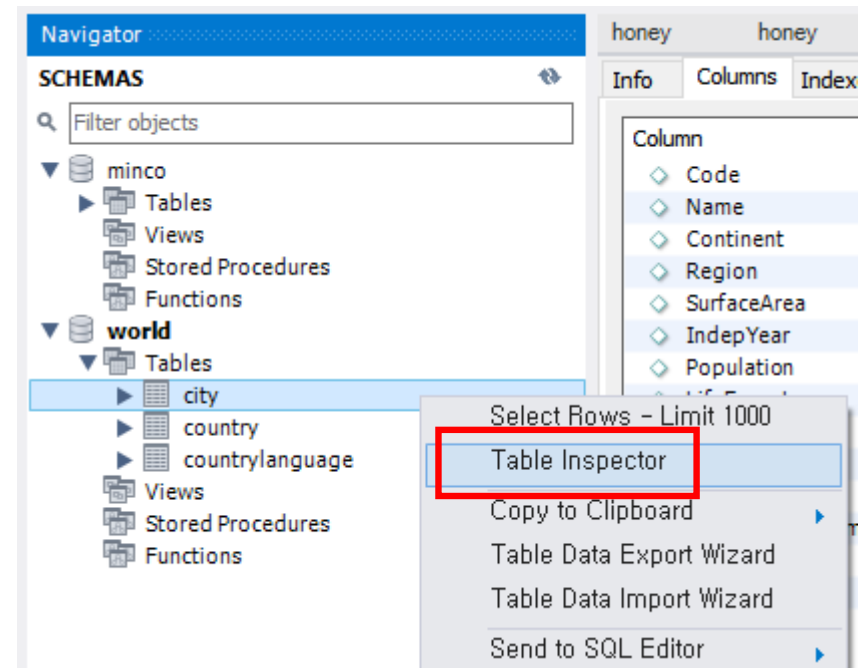 Navigator
SCHEMAS
Filter objects
minco
Tables
Views
Stored Procedures
Functions
world
Tables
city
country
countrylanguage
Views
Stored Procedures
Functions
honey honey
Info Columns Index
Column
Code
Name
Continent
Region
SurfaceArea
IndepYear
Population
Select Rows - Limit 1000
Table Inspector
Copy to Clipboard
Table Data Export Wizard
Table Data Import Wizard
Send to SQL Editor